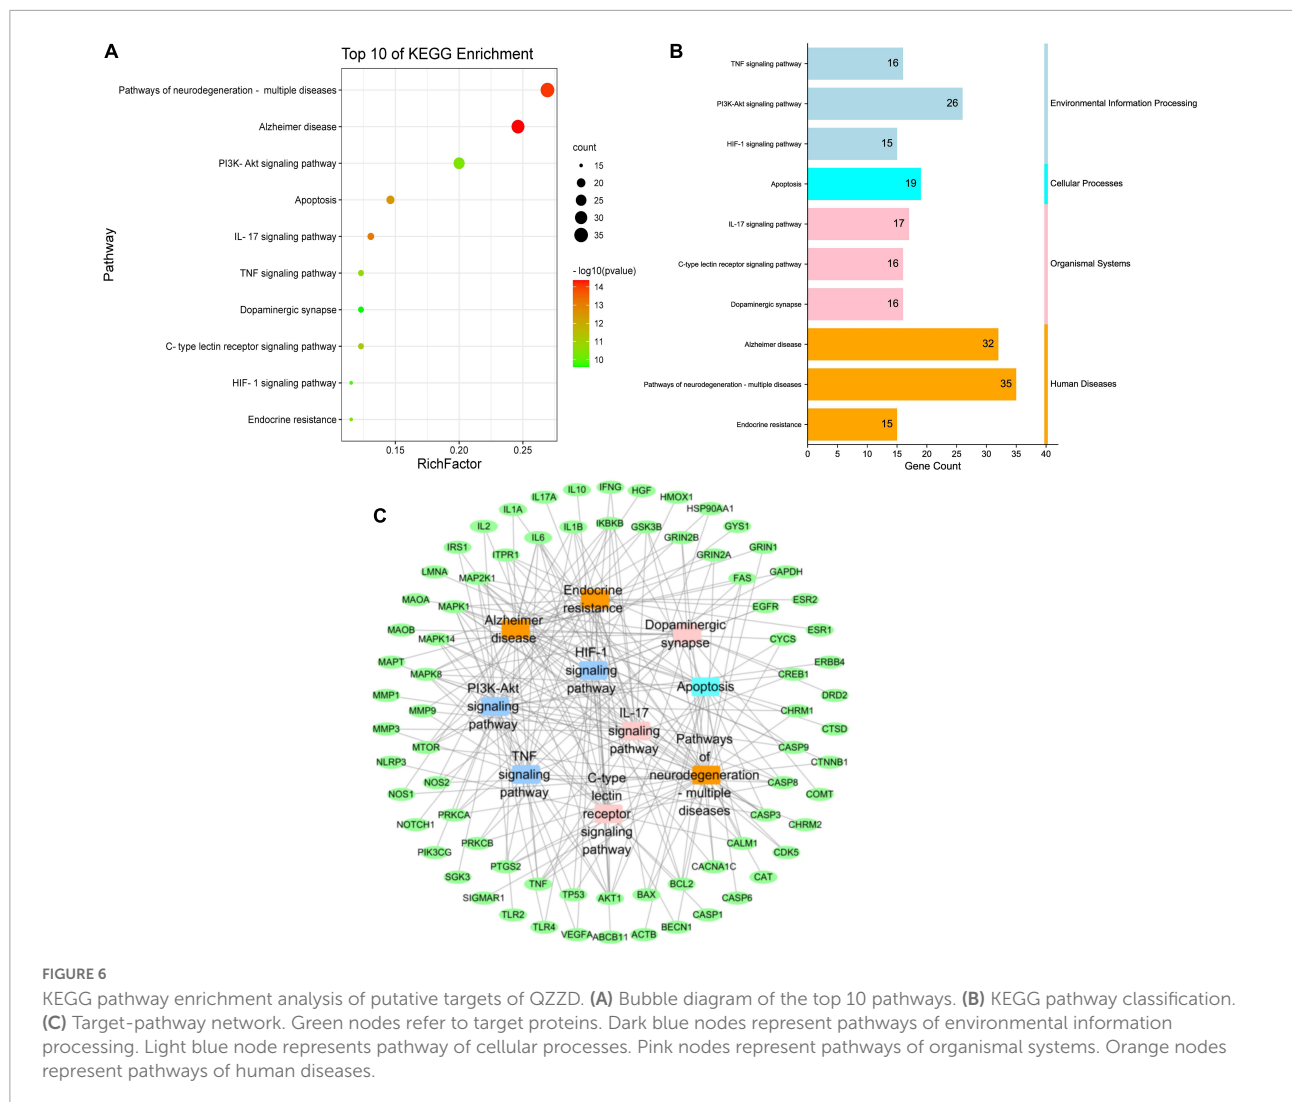 A
Top 10 of KEGG Enrichment
Pathway
Pathways of neurodegeneration - multiple diseases
Alzheimer disease
PI3K- Akt signaling pathway
Apoptosis
IL- 17 signaling pathway
TNF signaling pathway
Dopaminergic synapse
C- type lectin receptor signaling pathway
HIF- 1 signaling pathway
Endocrine resistance
0.15
0.20
0.25
RichFactor
count
15
20
25
30
35
- log10(pvalue)
14
13
12
11
10
B
TNF signaling pathway
16
PI3K-Akt signaling pathway
26
HIF-1 signaling pathway
15
Apoptosis
19
IL-17 signaling pathway
17
C-type lectin receptor signaling pathway
16
Dopaminergic synapse
16
Alzheimer disease
32
Pathways of neurodegeneration - multiple diseases
35
Endocrine resistance
15
Environmental Information Processing
Cellular Processes
Organismal Systems
Human Diseases
0
5
10
15
20
25
30
35
40
Gene Count
C
IFNG
HGF
HMOX1
HSP90AA1
GYS1
GRIN1
GAPDH
ESR2
ESR1
ERBB4
DRD2
CTSD
CTNNB1
COMT
CHRM2
CDK5
CAT
CASP6
CASP1
BECN1
ACTB
ABCB11
VEGFA
TLR4
TLR2
SIGMAR1
SGK3
PIK3CG
NOTCH1
NOS1
NLRP3
MMP3
MMP1
MAPT
MAOB
MAOA
LMNA
IRS1
IL2
IL1A
IL17A
IL10
IKBKB
GSK3B
GRIN2B
GRIN2A
FAS
EGFR
CYCS
CREB1
CHRM1
CASP9
CASP8
CASP3
CALM1
CACNA1C
BCL2
BAX
AKT1
TP53
TNF
PTGS2
PRKCB
PRKCA
NOS2
MTOR
MMP9
MAPK8
MAPK14
MAPK1
MAP2K1
ITPR1
IL6
IL1B
Endocrine
resistance
Alzheimer
disease
Dopaminergic
synapse
HIF-1
signaling
pathway
PI3K-Akt
signaling
pathway
Apoptosis
IL-17
signaling
pathway
TNF
signaling
pathway
Pathways
of
neurodegeneration
- multiple
diseases
C-type
lectin
receptor
signaling
pathway
FIGURE 6
KEGG pathway enrichment analysis of putative targets of QZZD. (A) Bubble diagram of the top 10 pathways. (B) KEGG pathway classification.
(C) Target-pathway network. Green nodes refer to target proteins. Dark blue nodes represent pathways of environmental information
processing. Light blue node represents pathway of cellular processes. Pink nodes represent pathways of organismal systems. Orange nodes
represent pathways of human diseases.